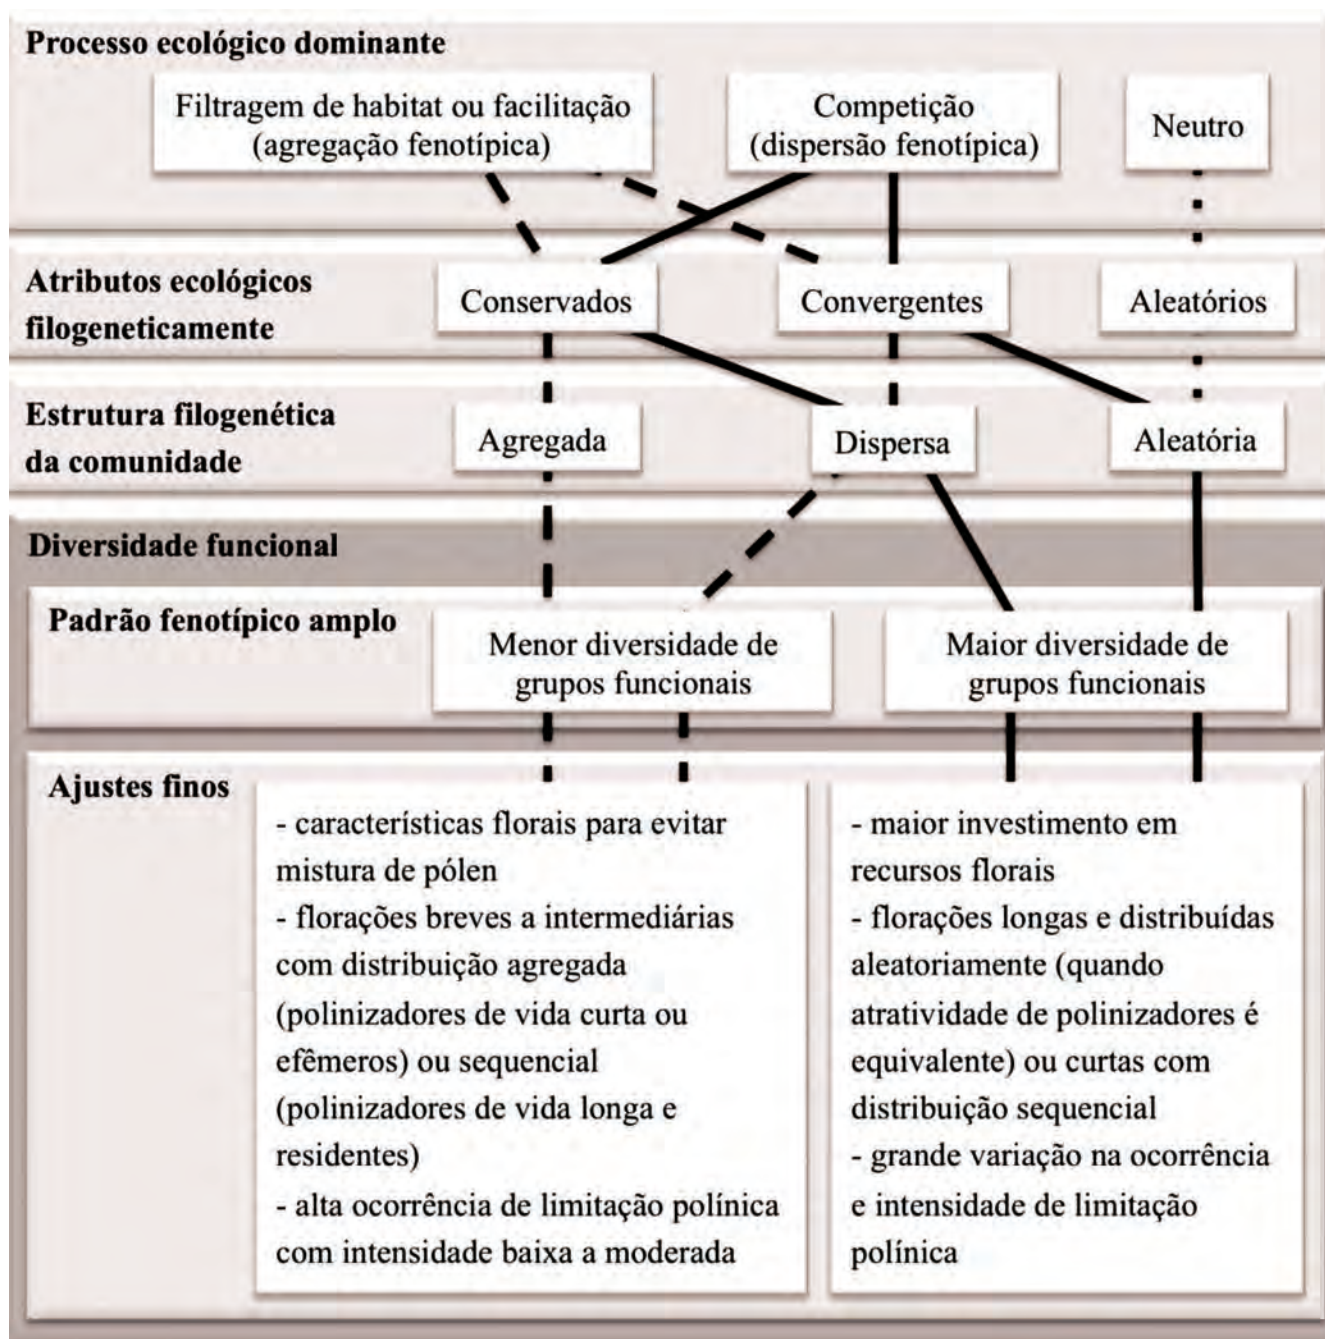 Processo ecológico dominante
Filtragem de habitat ou facilitação
(agregação fenotípica)
Competição
(dispersão fenotípica)
Neutro
Atributos ecológicos
filogeneticamente
Conservados
Convergentes
Aleatórios
Estrutura filogenética
da comunidade
Agregada
Dispersa
Aleatória
Diversidade funcional
Padrão fenotípico amplo
Menor diversidade de
grupos funcionais
Maior diversidade de
grupos funcionais
Ajustes finos
- características florais para evitar
mistura de pólen
- florações breves a intermediárias
com distribuição agregada
(polinizadores de vida curta ou
efêmeros) ou sequencial
(polinizadores de vida longa e
residentes)
- alta ocorrência de limitação polínica
com intensidade baixa a moderada
- maior investimento em
recursos florais
- florações longas e distribuídas
aleatoriamente (quando
atratividade de polinizadores é
equivalente) ou curtas com
distribuição sequencial
- grande variação na ocorrência
e intensidade de limitação
polínica